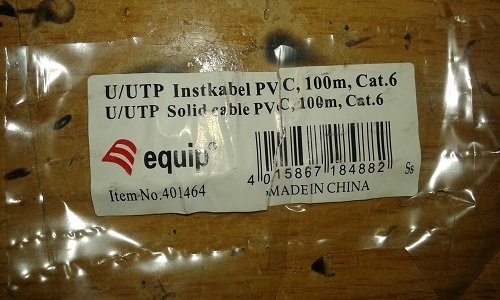 U/UTP Instkabel PVC, 100m, Cat.6
U/UTP Solid cable PVC, 100m, Cat.6
equip®
4 015867 184882 Ss
Item No.401464
MADE IN CHINA